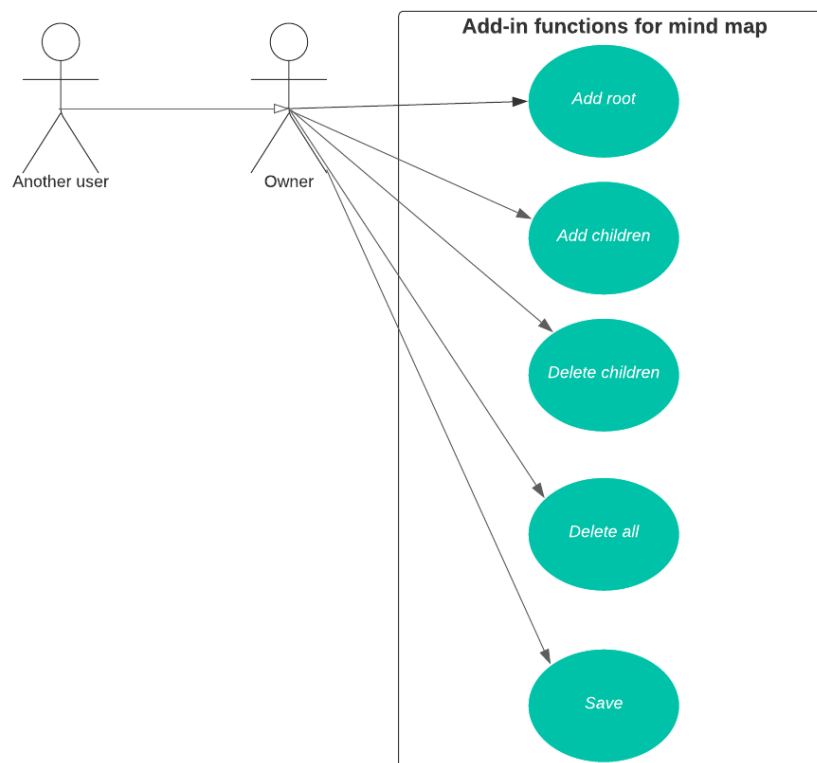 Add-in functions for mind map
Add root
Another user
Owner
Add children
Delete children
Delete all
Save